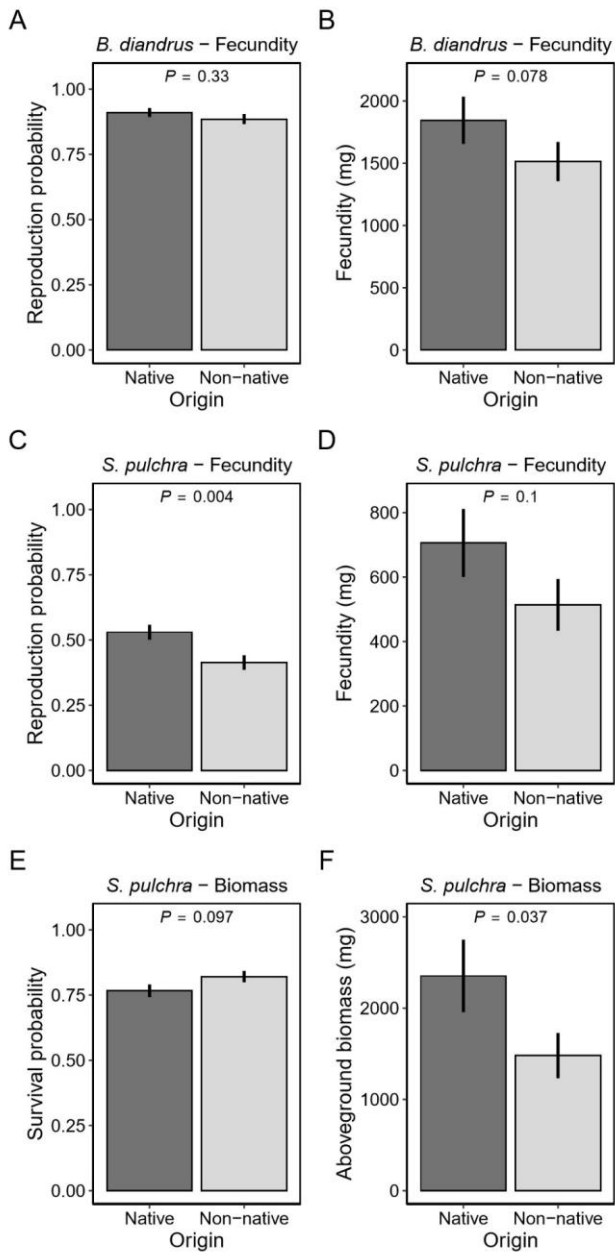 A
B. diandrus – Fecundity
P = 0.33
Reproduction probability
1.00
0.75
0.50
0.25
0.00
Native
Non−native
Origin
B
B. diandrus – Fecundity
P = 0.078
Fecundity (mg)
2000
1500
1000
500
0
Native
Non−native
Origin
C
S. pulchra – Fecundity
P = 0.004
Reproduction probability
1.00
0.75
0.50
0.25
0.00
Native
Non−native
Origin
D
S. pulchra – Fecundity
P = 0.1
Fecundity (mg)
800
600
400
200
0
Native
Non−native
Origin
E
S. pulchra – Biomass
P = 0.097
Survival probability
1.00
0.75
0.50
0.25
0.00
Native
Non−native
Origin
F
S. pulchra – Biomass
P = 0.037
Aboveground biomass (mg)
3000
2000
1000
0
Native
Non−native
Origin